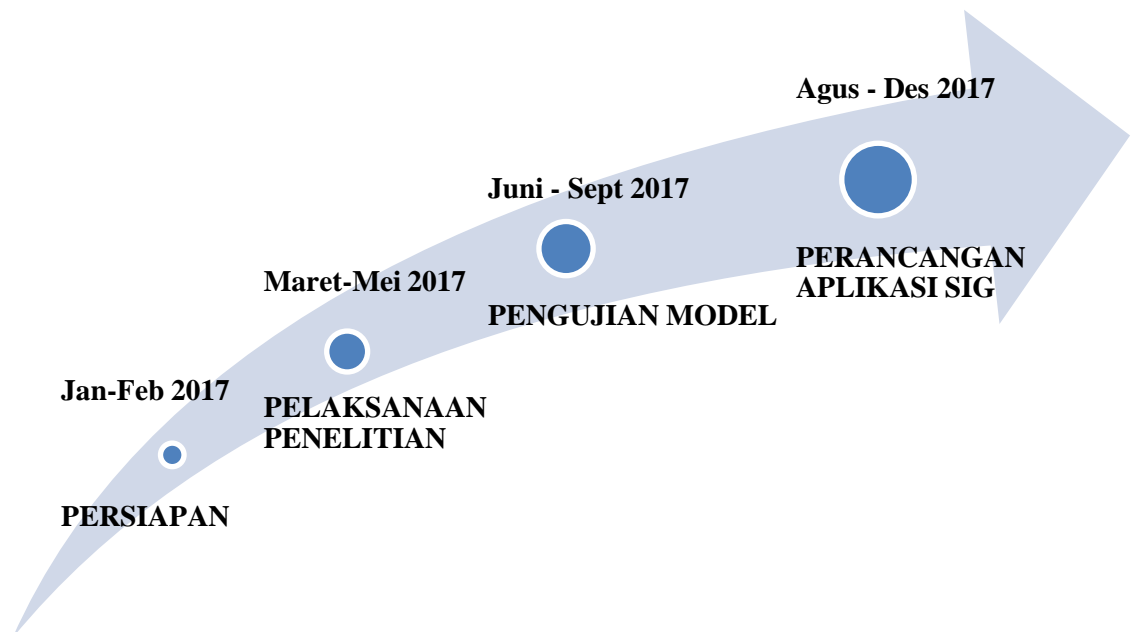 Jan-Feb 2017
PERSIAPAN
Maret-Mei 2017
PELAKSANAAN
PENELITIAN
Juni - Sept 2017
PENGUJIAN MODEL
Agus - Des 2017
PERANCANGAN
APLIKASI SIG